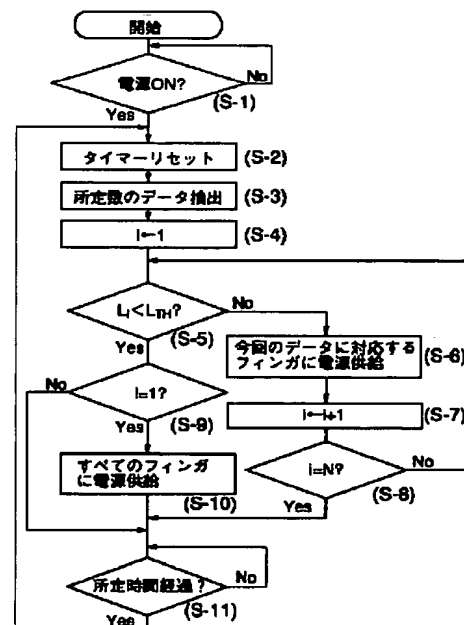 開始
電源ON?
No
(S-1)
Yes
タイマーリセット
(S-2)
所定数のデータ抽出
(S-3)
i←1
(S-4)
Li<LTH?
No
(S-5)
Yes
今回のデータに対応する
フィンガに電源供給
(S-6)
No
i=1?
i←i+1
(S-7)
(S-9)
Yes
すべてのフィンガ
に電源供給
i=N?
No
(S-8)
(S-10)
Yes
所定時間経過?
No
(S-11)
Yes